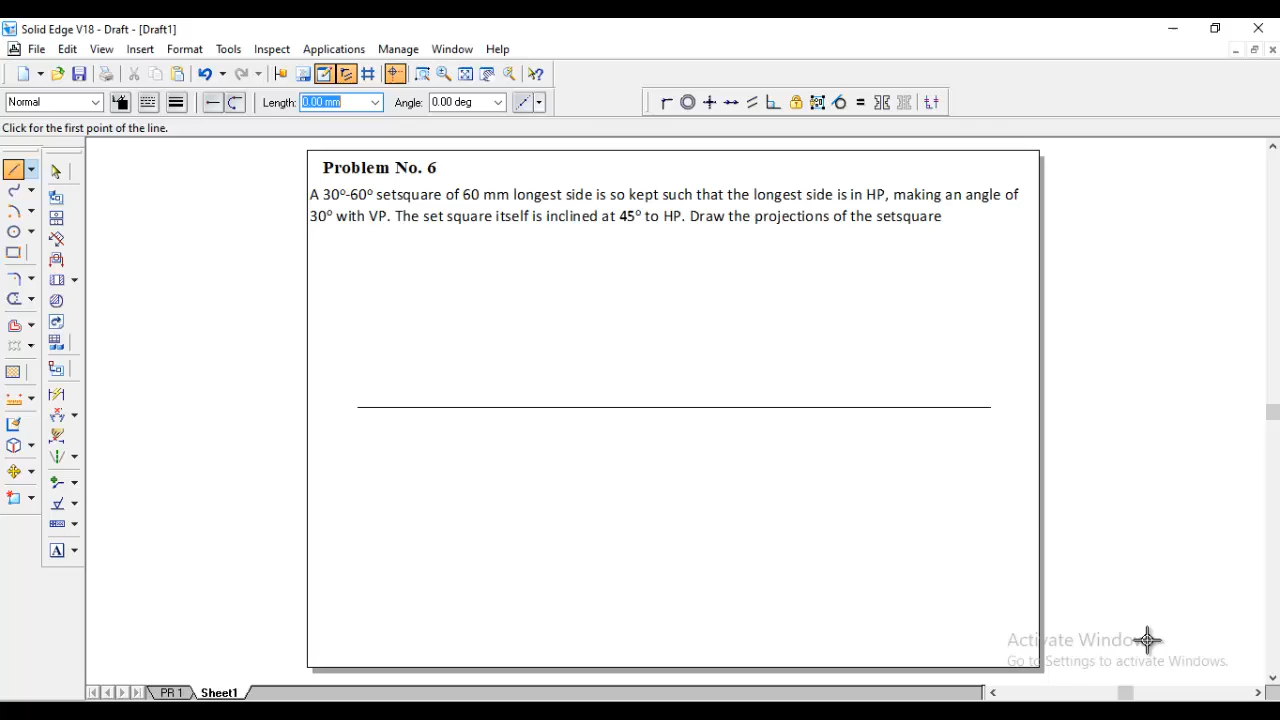 Solid Edge V18 - Draft - [Draft1]
File Edit View Insert Format Tools Inspect Applications Manage Window Help
Normal Length: 0.00 mm Angle: 0.00 deg
Click for the first point of the line.
Problem No. 6
A 30⁰-60⁰ setsquare of 60 mm longest side is so kept such that the longest side is in HP, making an angle of
30⁰ with VP. The set square itself is inclined at 45⁰ to HP. Draw the projections of the setsquare
A
Activate Windows
Go to Settings to activate Windows.
PR 1 Sheet1